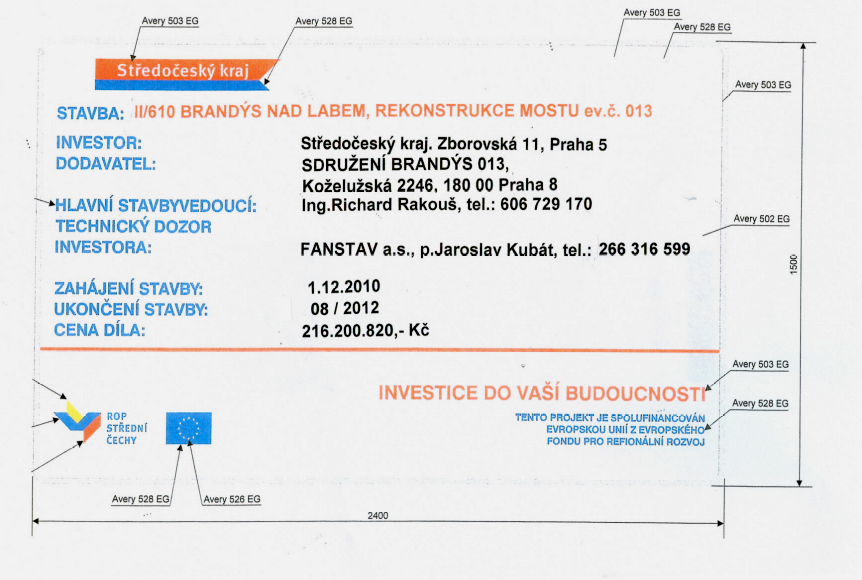 Avery 503 EG
Avery 528 EG
Avery 503 EG
Avery 528 EG
Středočeský kraj
Avery 503 EG
STAVBA: II/610 BRANDÝS NAD LABEM, REKONSTRUKCE MOSTU ev.č. 013
INVESTOR: Středočeský kraj. Zborovská 11, Praha 5
DODAVATEL: SDRUŽENÍ BRANDÝS 013,
Koželužská 2246, 180 00 Praha 8
HLAVNÍ STAVBYVEDOUCÍ: Ing.Richard Rakouš, tel.: 606 729 170
TECHNICKÝ DOZOR
Avery 502 EG
INVESTORA: FANSTAV a.s., p.Jaroslav Kubát, tel.: 266 316 599
1500
ZAHÁJENÍ STAVBY: 1.12.2010
UKONČENÍ STAVBY: 08 / 2012
CENA DÍLA: 216.200.820,- Kč
Avery 503 EG
INVESTICE DO VAŠÍ BUDOUCNOSTI
Avery 528 EG
TENTO PROJEKT JE SPOLUFINANCOVÁN
EVROPSKOU UNIÍ Z EVROPSKÉHO
FONDU PRO REFIONÁLNÍ ROZVOJ
ROP
STŘEDNÍ
ČECHY
Avery 528 EG
Avery 526 EG
2400